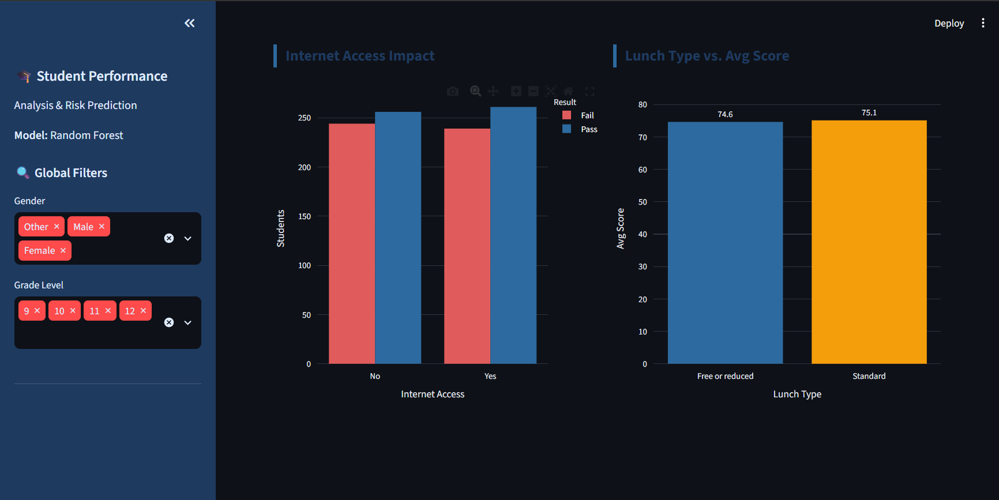 Deploy
Student Performance
Analysis & Risk Prediction
Model: Random Forest
Global Filters
Gender
Other ×
Male ×
Female ×
Grade Level
9 ×
10 ×
11 ×
12 ×
Internet Access Impact
Result
Fail
Pass
250
200
150
100
50
0
Students
No
Yes
Internet Access
Lunch Type vs. Avg Score
80
70
60
50
40
30
20
10
0
Avg Score
74.6
75.1
Free or reduced
Standard
Lunch Type